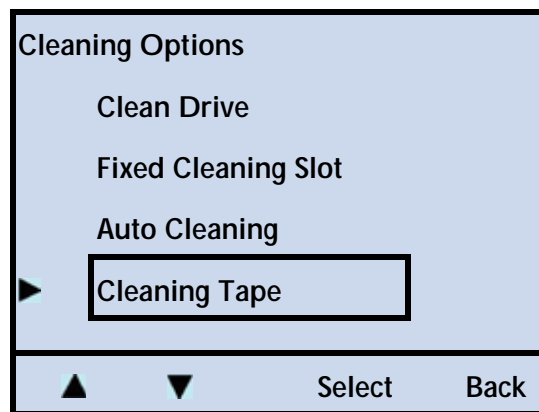 Cleaning Options
Clean Drive
Fixed Cleaning Slot
Auto Cleaning
Cleaning Tape
Select Back